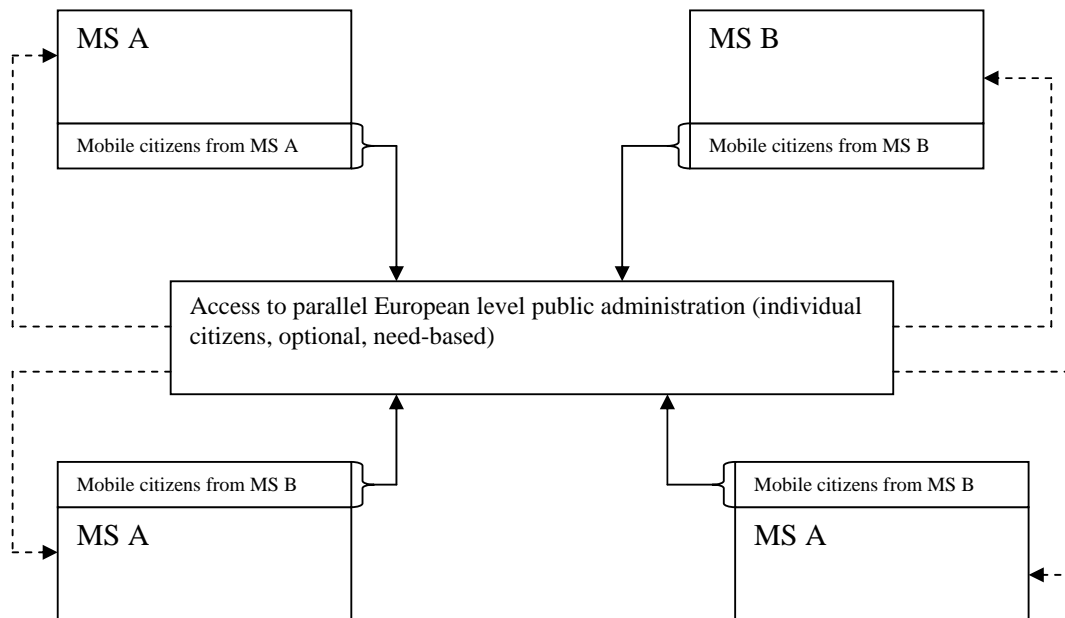 MS A
MS B
Mobile citizens from MS A
Mobile citizens from MS B
Access to parallel European level public administration (individual
citizens, optional, need-based)
Mobile citizens from MS B
Mobile citizens from MS B
MS A
MS A